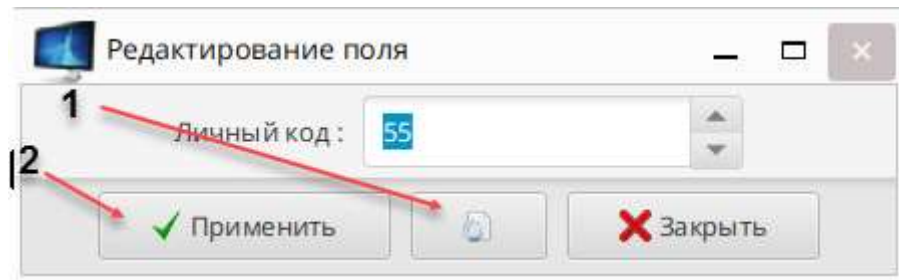 Редактирование поля
1
Личный код : 55
2
Применить
Закрыть